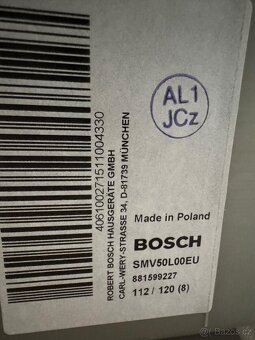 AL1
JCz
406100271511004330
ROBERT BOSCH HAUSGERÄTE GMBH
CARL-WERY-STRASSE 34, D-81739 MÜNCHEN
Made in Poland
BOSCH
SMV50L00EU
881599227
112 / 120 (8)